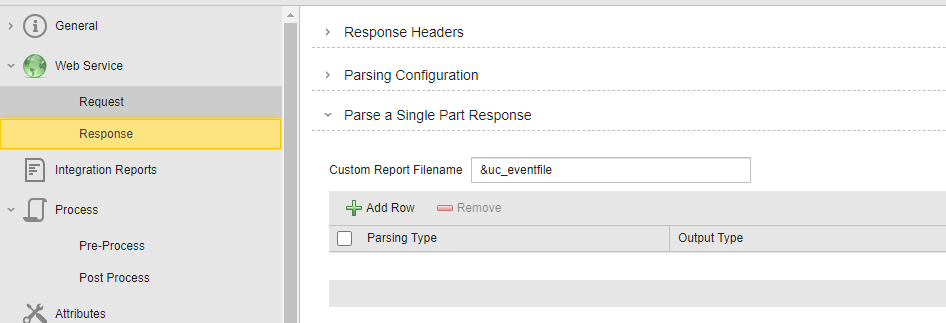 General
Web Service
Request
Response
Integration Reports
Process
Pre-Process
Post Process
Attributes
Response Headers
Parsing Configuration
Parse a Single Part Response
Custom Report Filename &uc_eventfile
Add Row Remove
Parsing Type Output Type